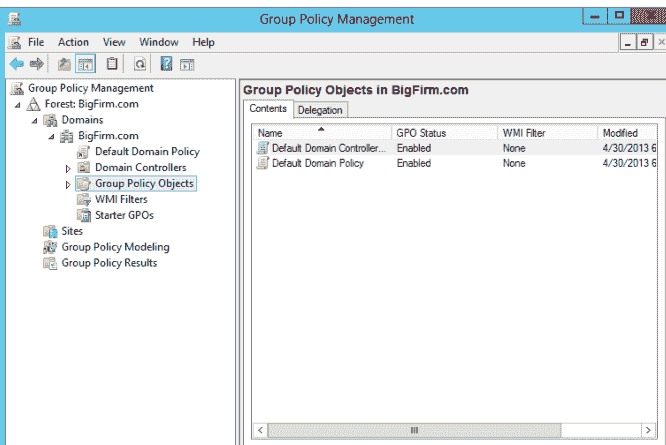 Group Policy Management
File Action View Window Help
Group Policy Management
Forest: BigFirm.com
Domains
BigFirm.com
Default Domain Policy
Domain Controllers
Group Policy Objects
WMI Filters
Starter GPOs
Sites
Group Policy Modeling
Group Policy Results
Group Policy Objects in BigFirm.com
Contents Delegation
Name GPO Status WMI Filter Modified
Default Domain Controller... Enabled None 4/30/2013 6
Default Domain Policy Enabled None 4/30/2013 6